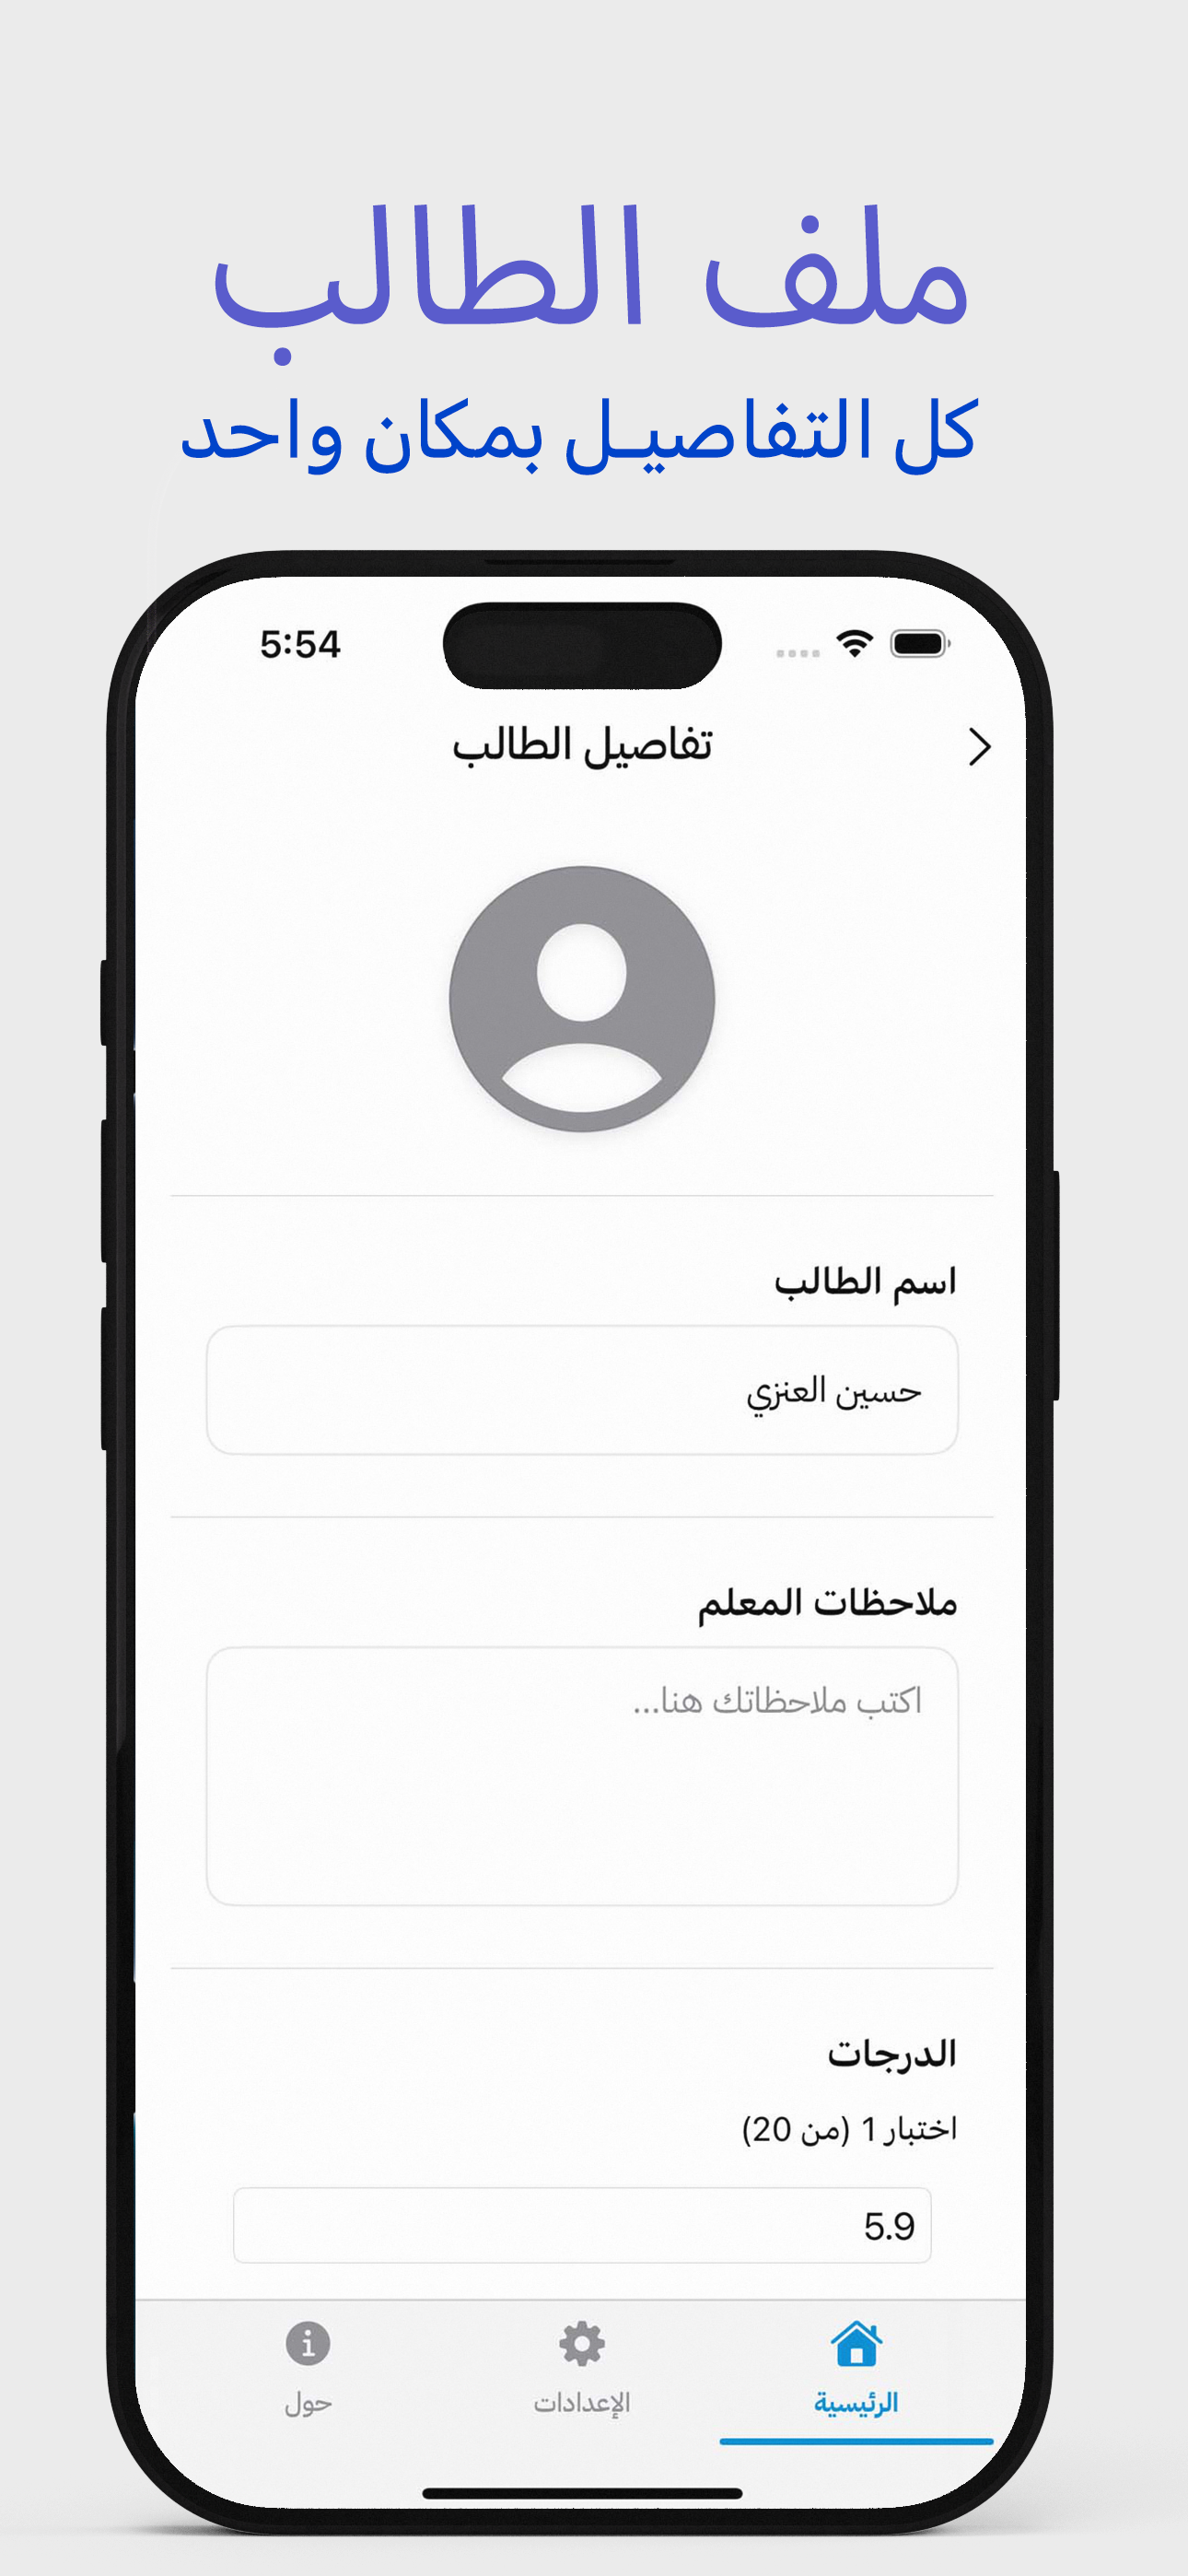 ملف الطالب
كل التفاصيـل بمكان واحد
5:54
تفاصيل الطالب
اسم الطالب
حسين العنزي
ملاحظات المعلم
اكتب ملاحظاتك هنا...
الدرجات
اختبار 1 (من 20)
5.9
الرئيسية
الإعدادات
حول